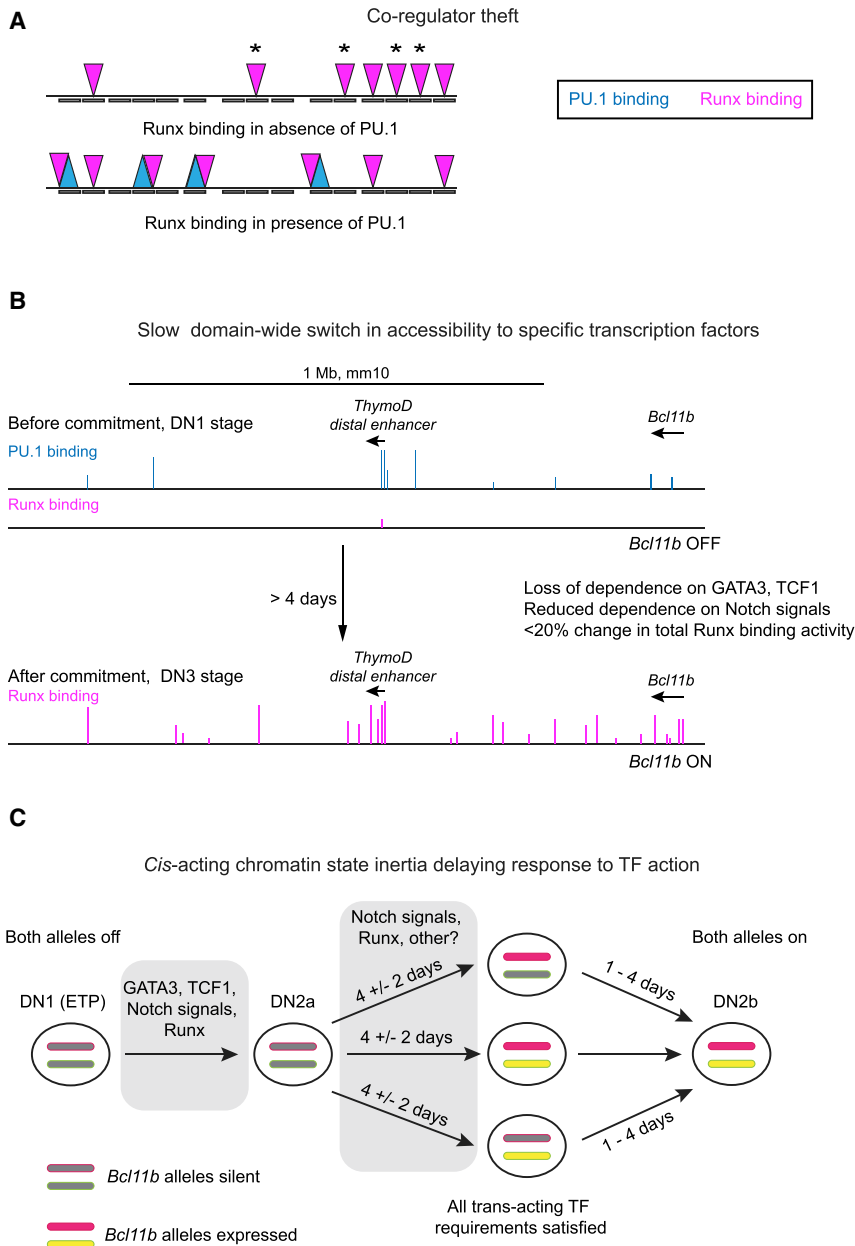 A
Co-regulator theft
* * * *
Runx binding in absence of PU.1
PU.1 binding Runx binding
Runx binding in presence of PU.1
B
Slow domain-wide switch in accessibility to specific transcription factors
1 Mb, mm10
Before commitment, DN1 stage
ThymoD
distal enhancer
Bcl11b
PU.1 binding
Runx binding
Bcl11b OFF
> 4 days
Loss of dependence on GATA3, TCF1
Reduced dependence on Notch signals
<20% change in total Runx binding activity
After commitment, DN3 stage
ThymoD
distal enhancer
Bcl11b
Runx binding
Bcl11b ON
C
Cis-acting chromatin state inertia delaying response to TF action
Both alleles off
Notch signals,
Runx, other?
Both alleles on
DN1 (ETP)
GATA3, TCF1,
Notch signals,
Runx
DN2a
4 +/- 2 days
4 +/- 2 days
4 +/- 2 days
1 - 4 days
1 - 4 days
DN2b
Bcl11b alleles silent
Bcl11b alleles expressed
All trans-acting TF
requirements satisfied